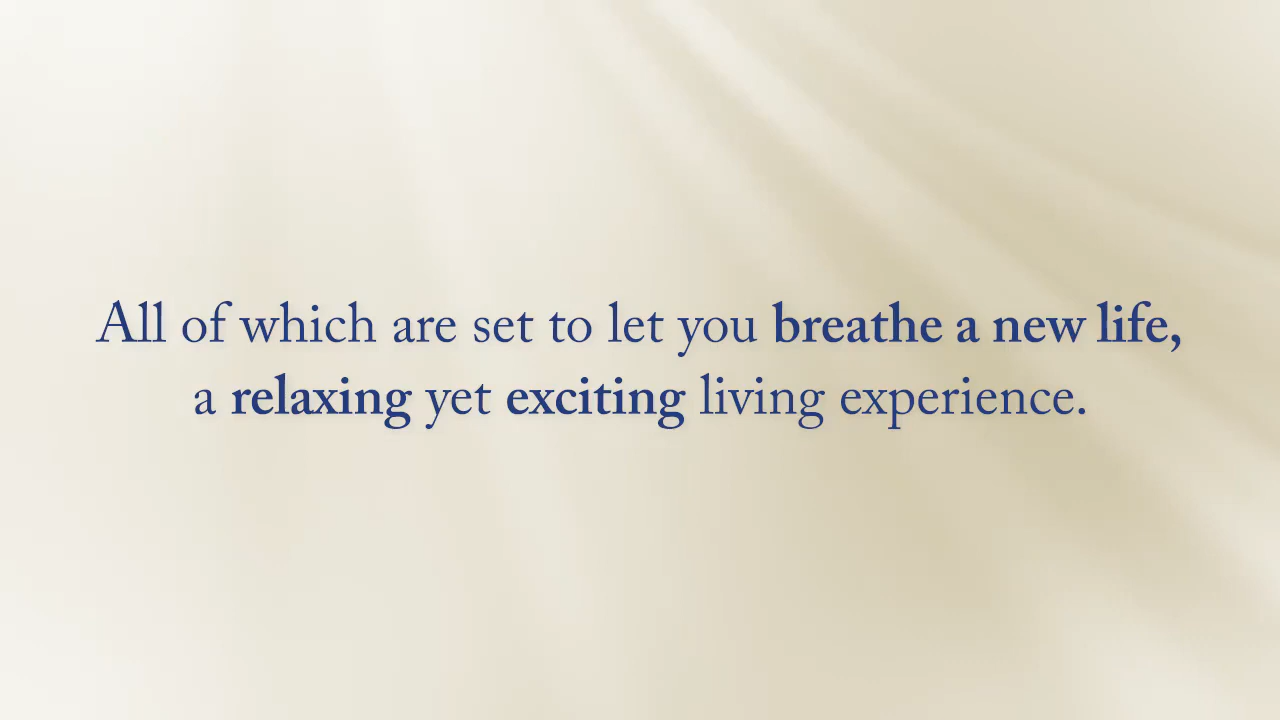 All of which are set to let you breathe a new life,
a relaxing yet exciting living experience.